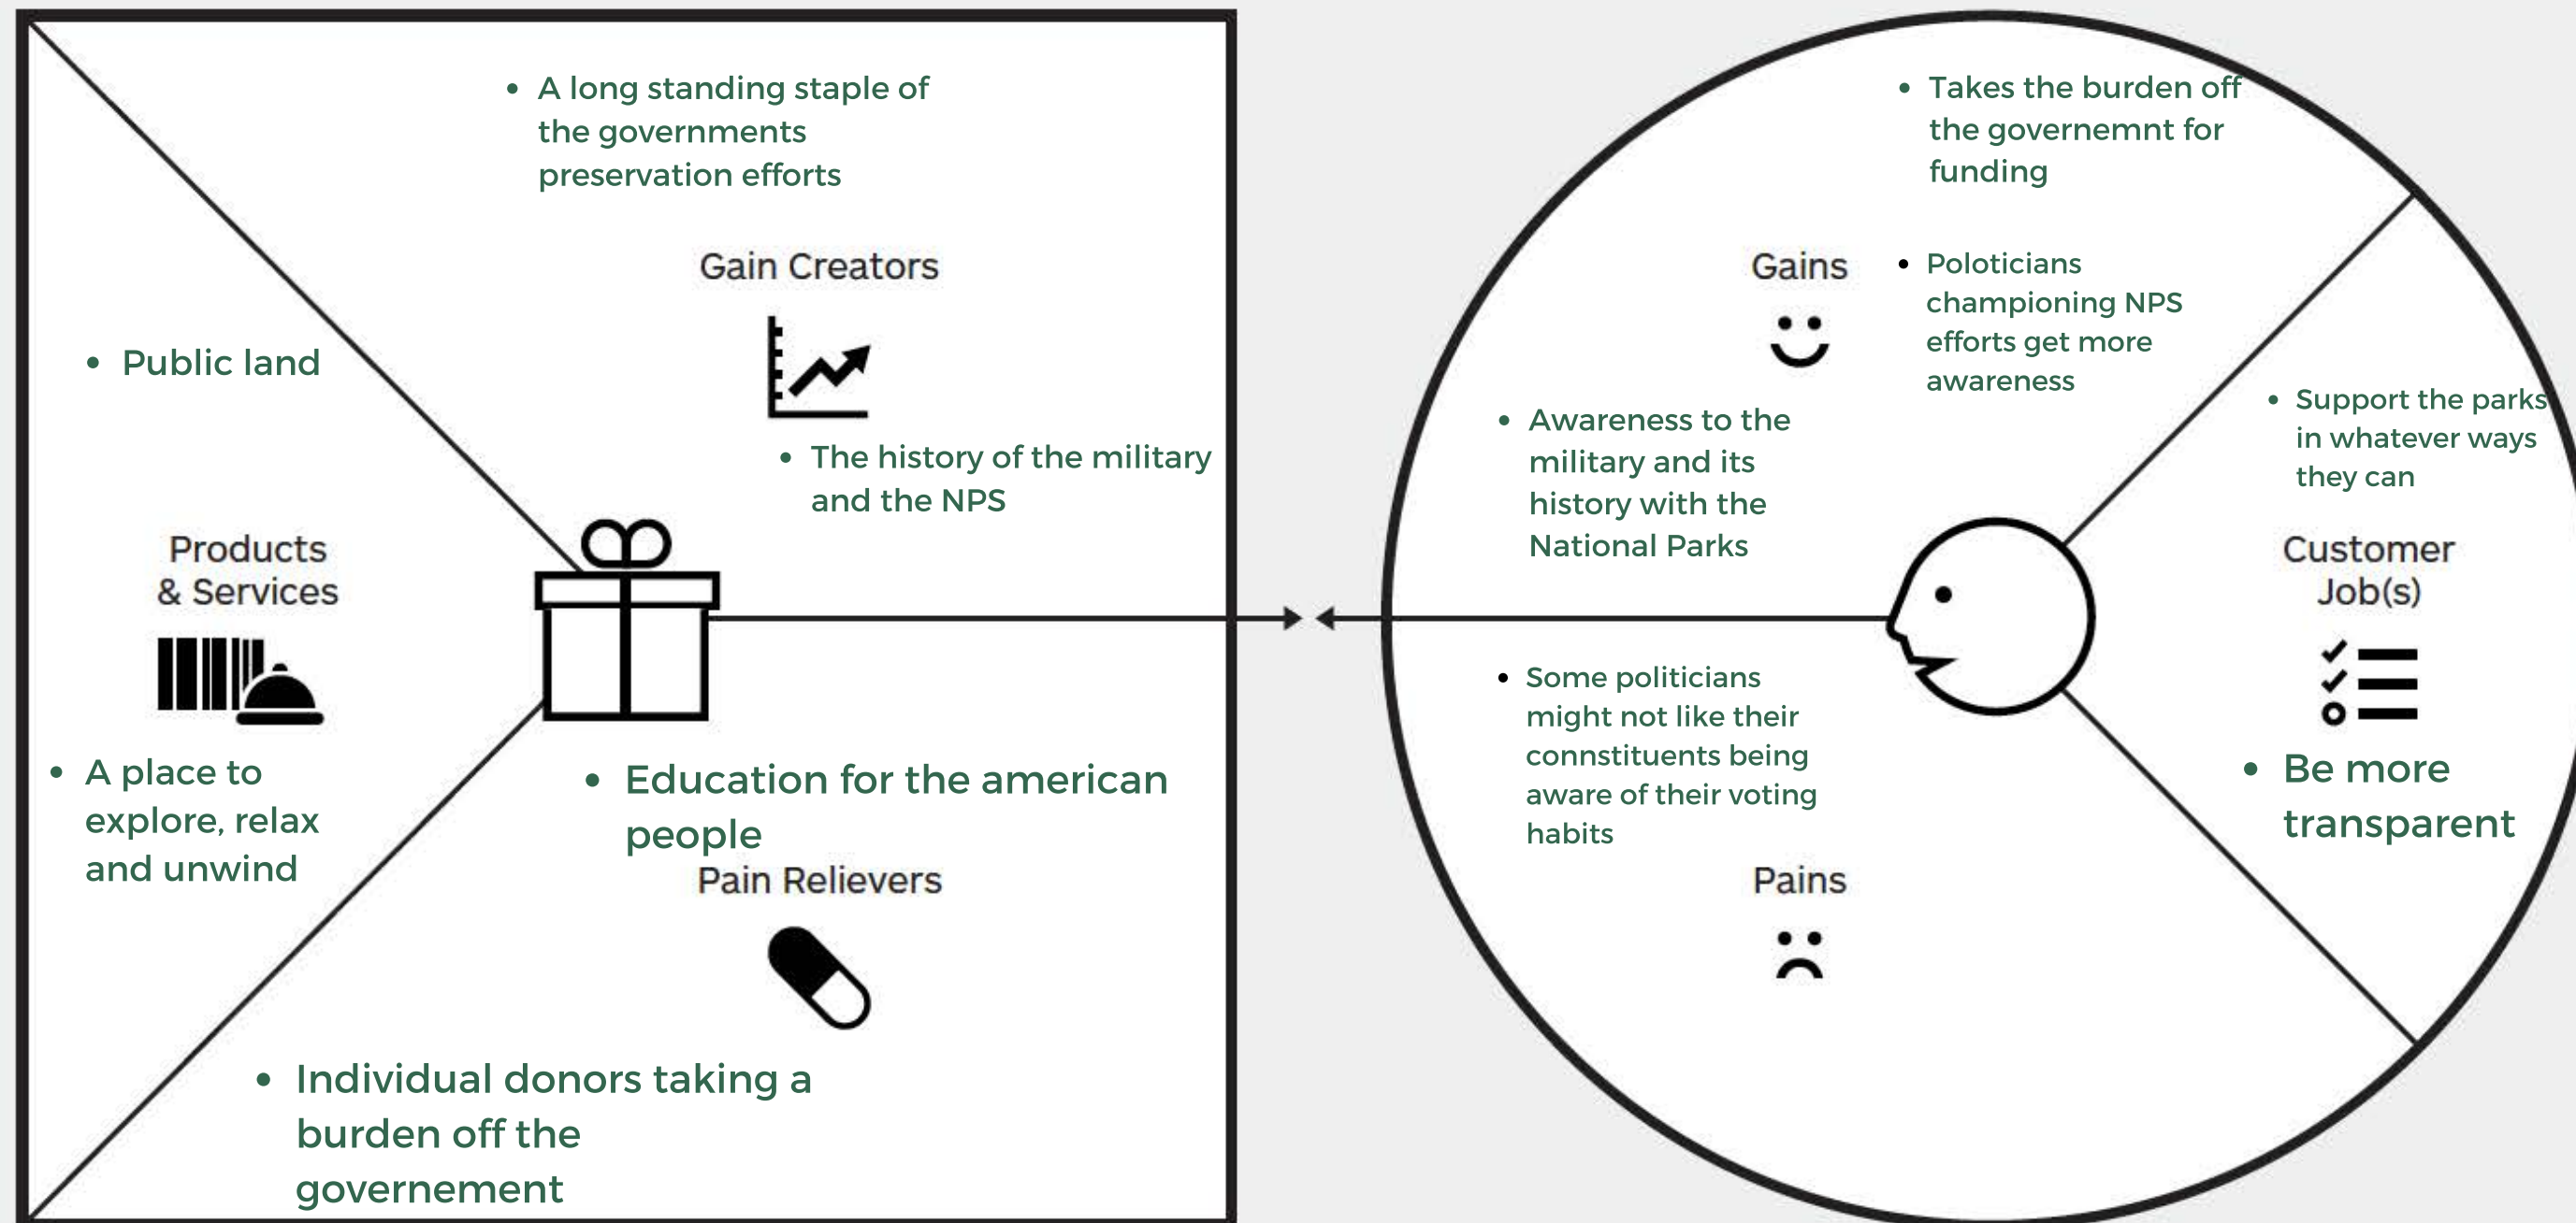 A long standing staple of
the governments
preservation efforts
Gain Creators
The history of the military
and the NPS
Public land
Products
& Services
A place to
explore, relax
and unwind
Education for the american
people
Pain Relievers
Individual donors taking a
burden off the
governement
Takes the burden off
the governemnt for
funding
Gains
Poloticians
championing NPS
efforts get more
awareness
Awareness to the
military and its
history with the
National Parks
Support the parks
in whatever ways
they can
Customer
Job(s)
Be more
transparent
Some politicians
might not like their
connstituents being
aware of their voting
habits
Pains